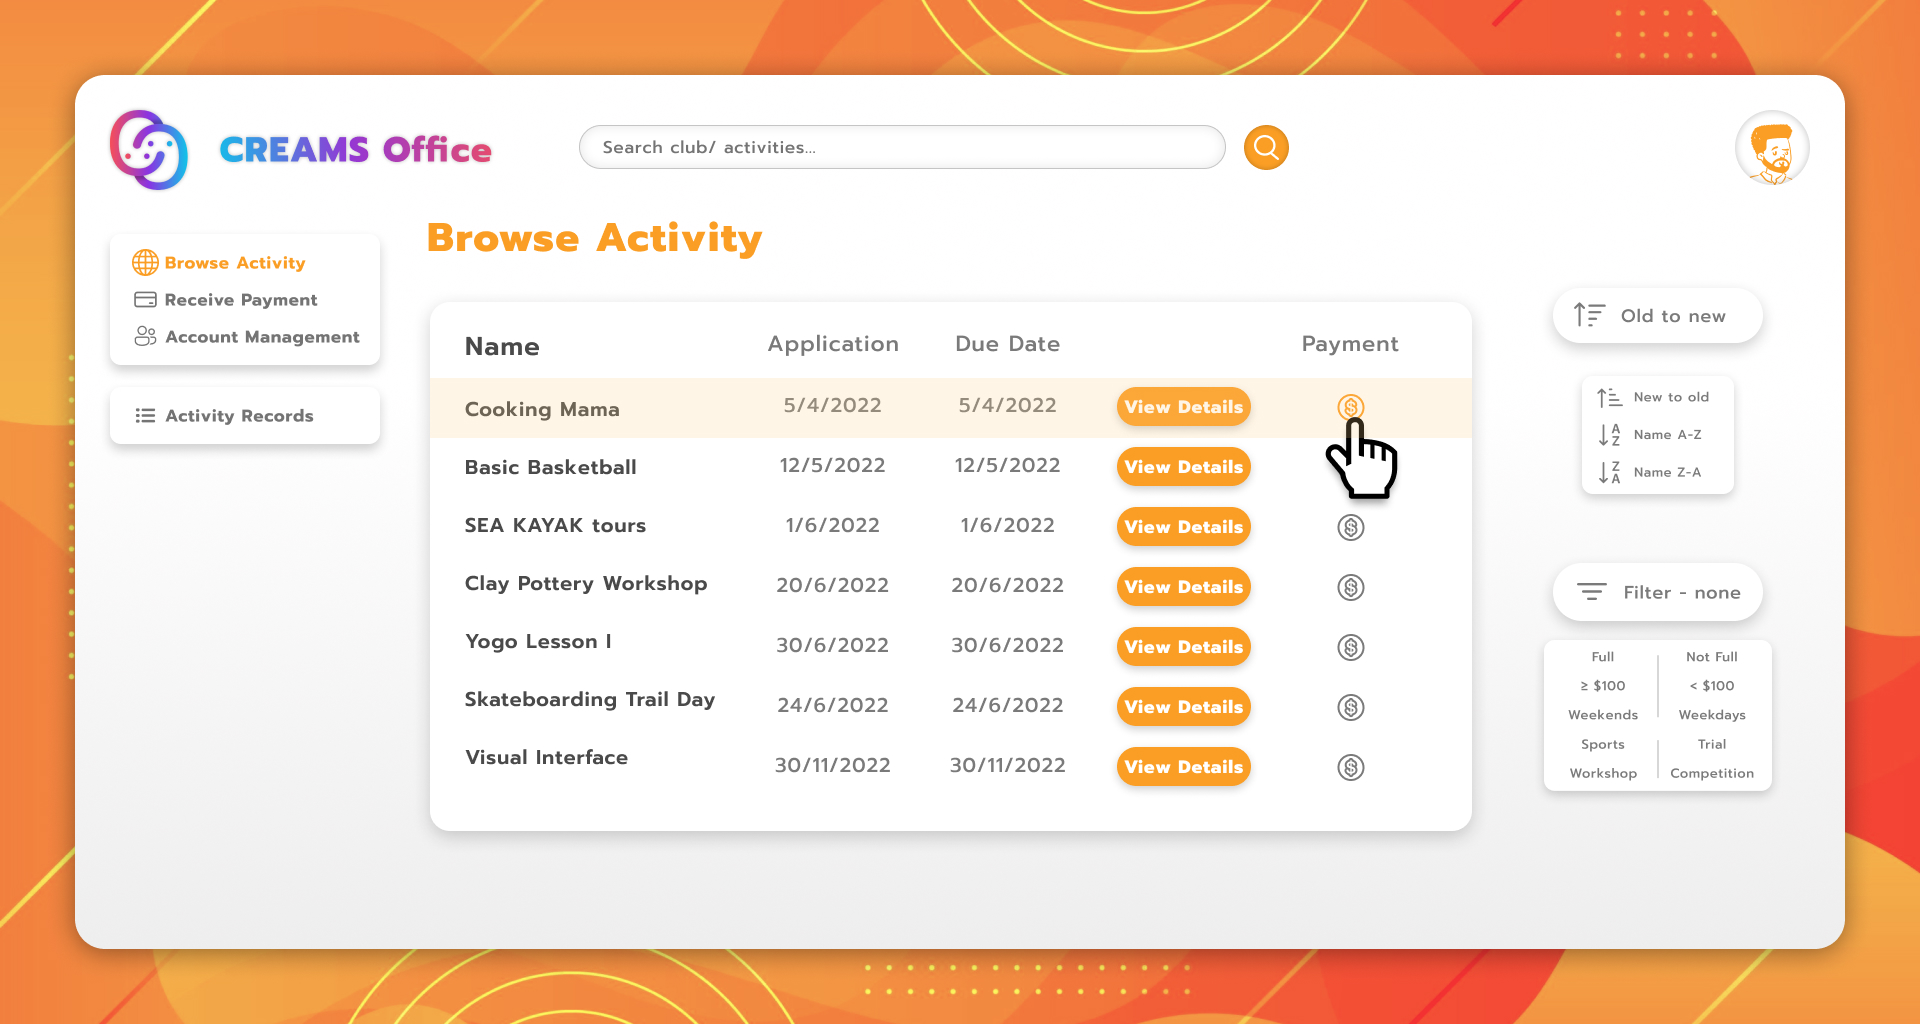 CREAMS Office
Search club/ activities...
Browse Activity
Receive Payment
Account Management
Activity Records
Browse Activity
Name Application Due Date Payment
Cooking Mama 5/4/2022 5/4/2022 View Details
Basic Basketball 12/5/2022 12/5/2022 View Details
SEA KAYAK tours 1/6/2022 1/6/2022 View Details
Clay Pottery Workshop 20/6/2022 20/6/2022 View Details
Yogo Lesson I 30/6/2022 30/6/2022 View Details
Skateboarding Trail Day 24/6/2022 24/6/2022 View Details
Visual Interface 30/11/2022 30/11/2022 View Details
Old to new
New to old
Name A-Z
Name Z-A
Filter - none
Full Not Full
≥ $100 < $100
Weekends Weekdays
Sports Trial
Workshop Competition